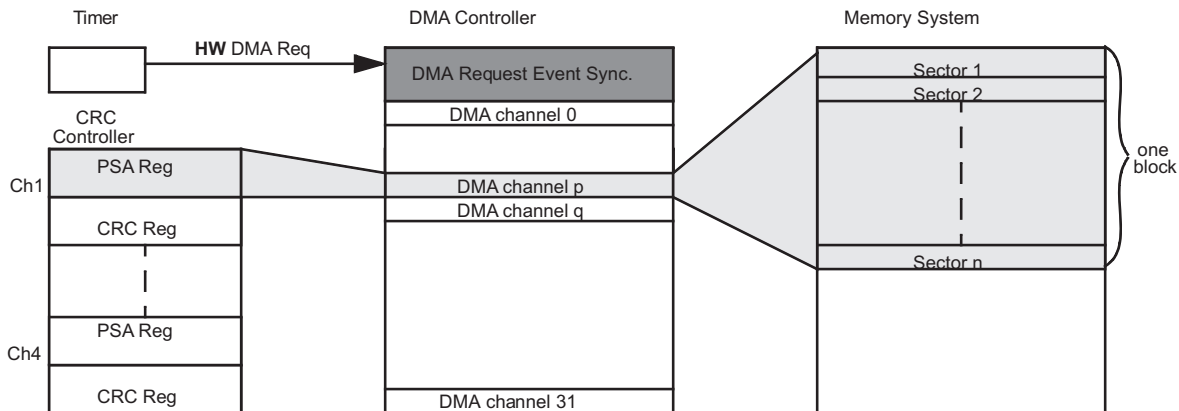 Timer
DMA Controller
Memory System
HW DMA Req
DMA Request Event Sync.
Sector 1
Sector 2
DMA channel 0
CRC
Controller
PSA Reg
Ch1
DMA channel p
one
block
CRC Reg
DMA channel q
Sector n
PSA Reg
Ch4
CRC Reg
DMA channel 31